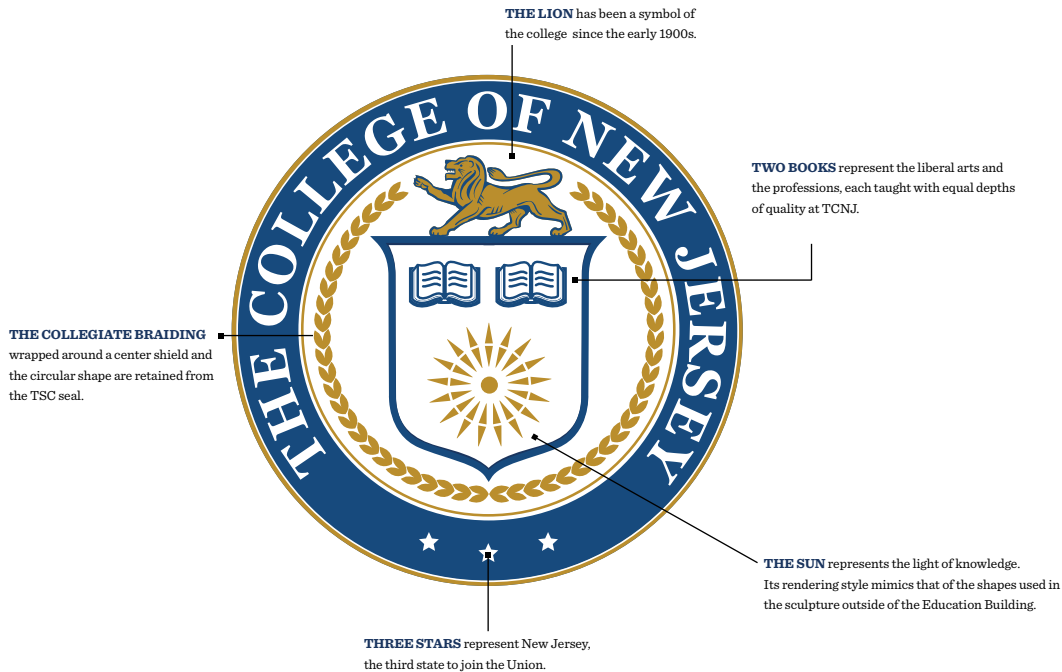 THE LION has been a symbol of
the college since the early 1900s.
THE COLLEGE OF NEW JERSEY
TWO BOOKS represent the liberal arts and
the professions, each taught with equal depths
of quality at TCNJ.
THE COLLEGIATE BRAIDING
wrapped around a center shield and
the circular shape are retained from
the TSC seal.
THE SUN represents the light of knowledge.
Its rendering style mimics that of the shapes used in
the sculpture outside of the Education Building.
THREE STARS represent New Jersey,
the third state to join the Union.